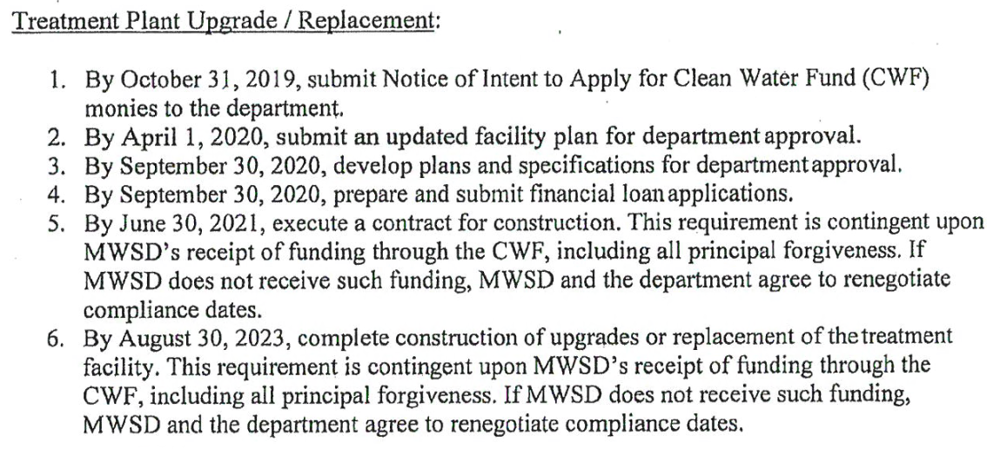 Treatment Plant Upgrade / Replacement:
1. By October 31, 2019, submit Notice of Intent to Apply for Clean Water Fund (CWF)
monies to the department.
2. By April 1, 2020, submit an updated facility plan for department approval.
3. By September 30, 2020, develop plans and specifications for department approval.
4. By September 30, 2020, prepare and submit financial loan applications.
5. By June 30, 2021, execute a contract for construction. This requirement is contingent upon
MWSD's receipt of funding through the CWF, including all principal forgiveness. If
MWSD does not receive such funding, MWSD and the department agree to renegotiate
compliance dates.
6. By August 30, 2023, complete construction of upgrades or replacement of the treatment
facility. This requirement is contingent upon MWSD's receipt of funding through the
CWF, including all principal forgiveness. If MWSD does not receive such funding,
MWSD and the department agree to renegotiate compliance dates.